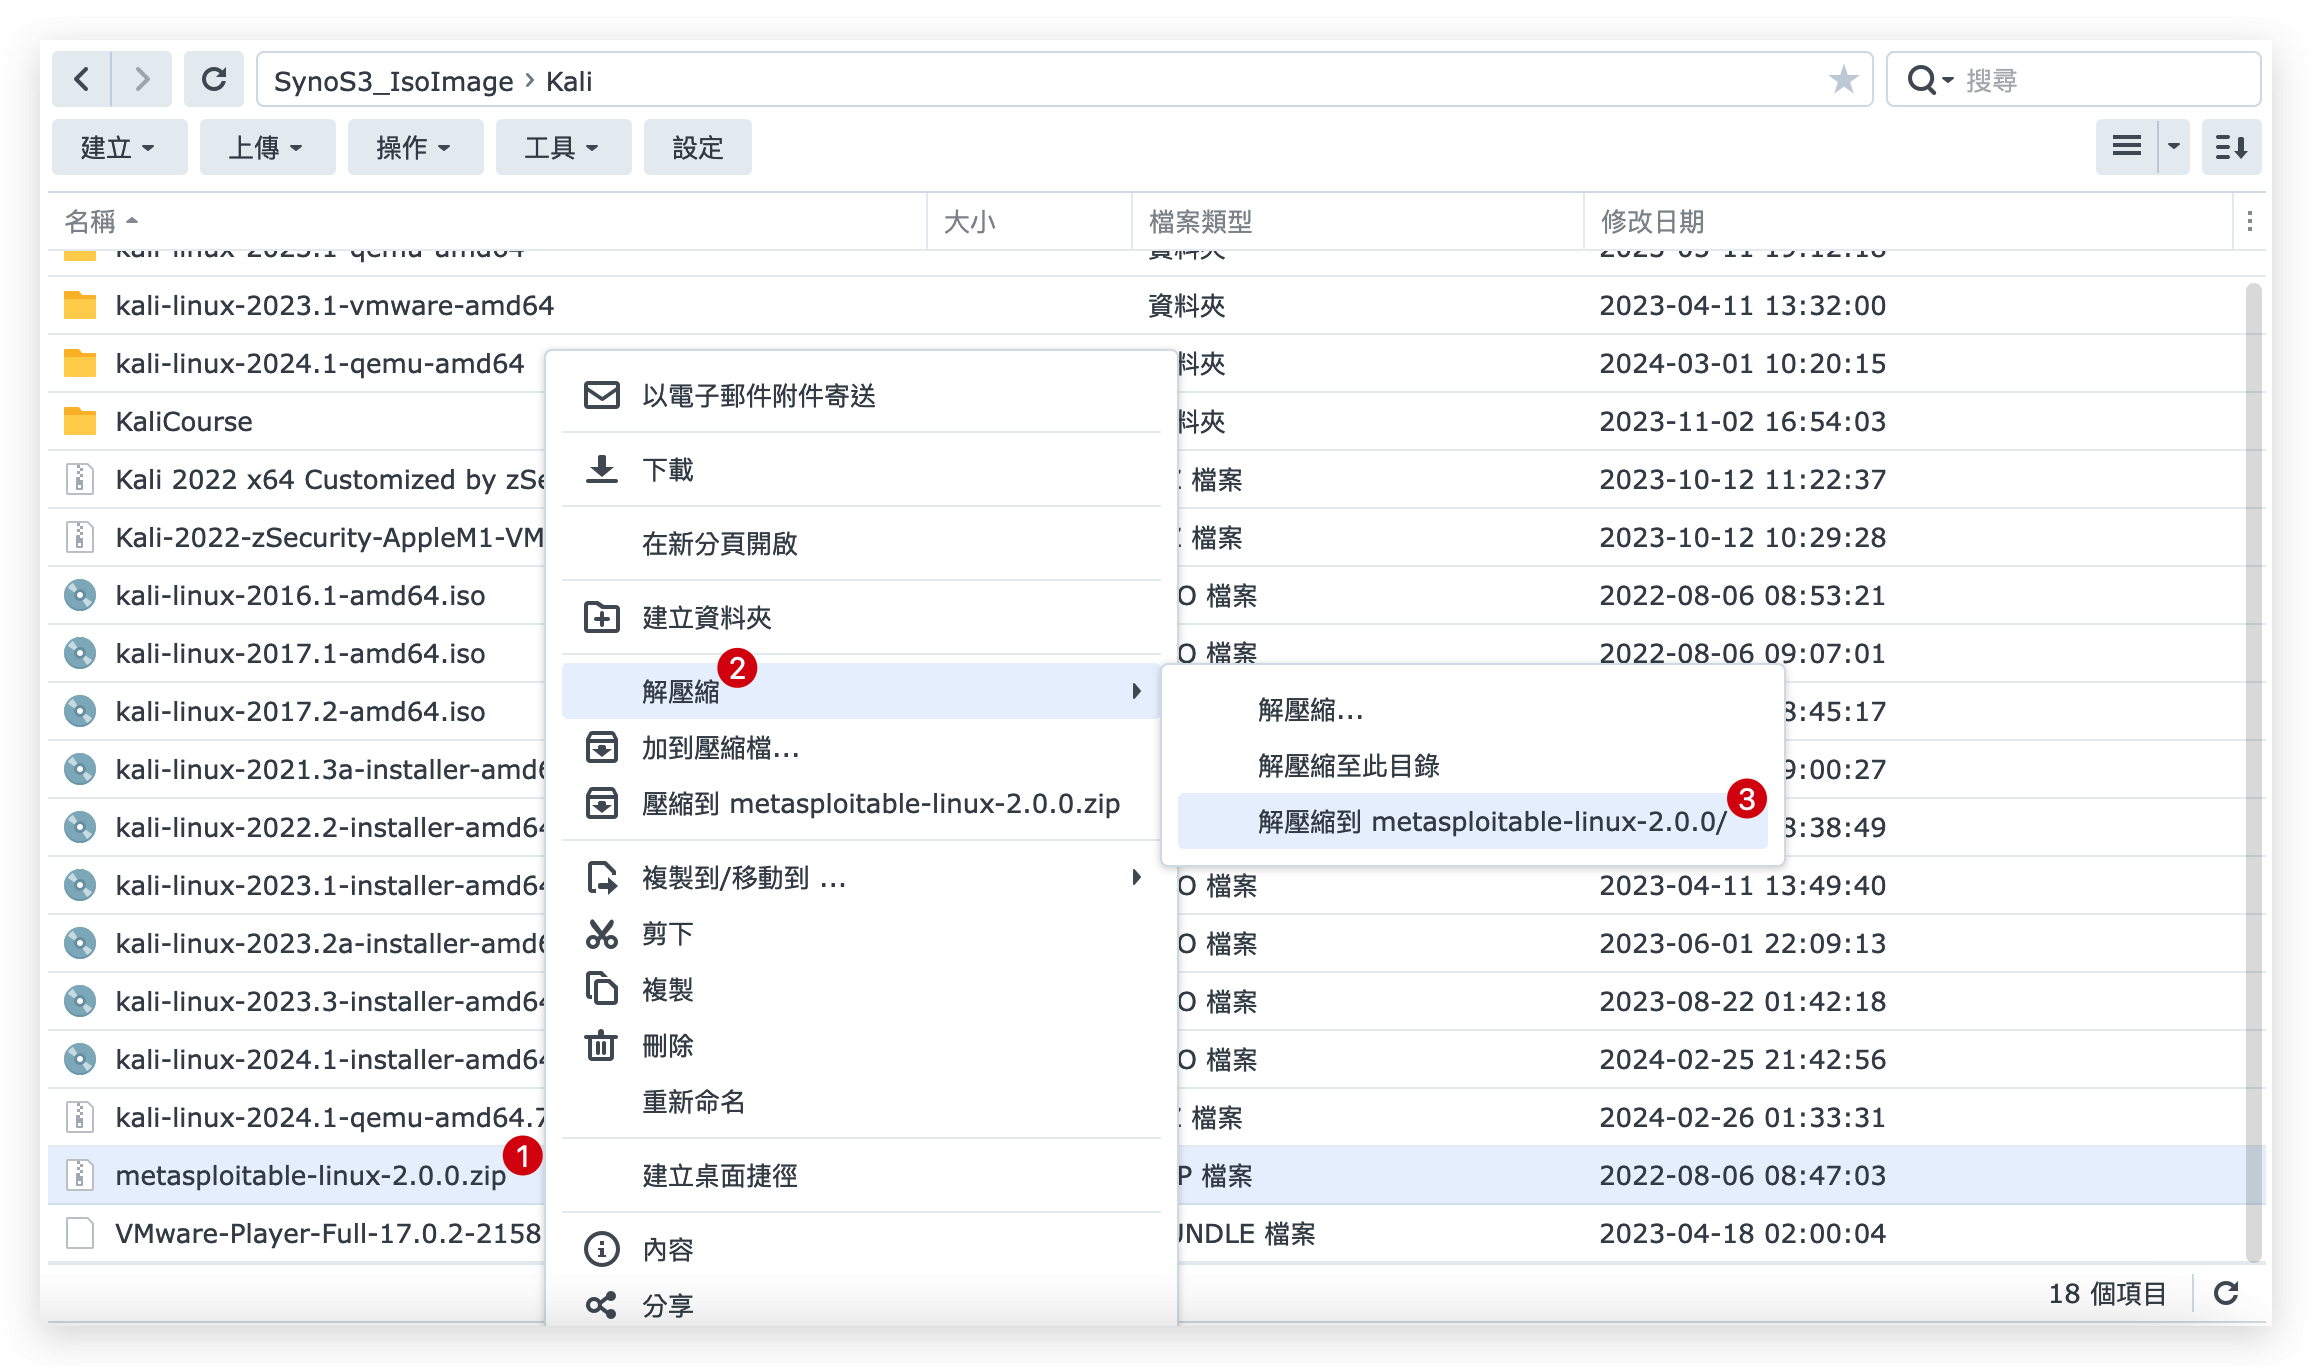 SynoS3_IsoImage › Kali
搜尋
建立 上傳 操作 工具 設定
名稱 大小 檔案類型 修改日期
kali-linux-2023.1-qemu-amd64 資料夾
kali-linux-2023.1-vmware-amd64 資料夾 2023-04-11 13:32:00
kali-linux-2024.1-qemu-amd64 料夾 2024-03-01 10:20:15
KaliCourse 料夾 2023-11-02 16:54:03
Kali 2022 x64 Customized by 檔案 2023-10-12 11:22:37
Kali-2022-zSecurity-AppleM1-VM 檔案 2023-10-12 10:29:28
kali-linux-2016.1-amd64.iso O 檔案 2022-08-06 08:53:21
kali-linux-2017.1-amd64.iso O 檔案 2022-08-06 09:07:01
kali-linux-2017.2-amd64.iso 8:45:17
kali-linux-2021.3a-installer-amd6 9:00:27
kali-linux-2022.2-installer-amd64 8:38:49
kali-linux-2023.1-installer-amd64 O 檔案 2023-04-11 13:49:40
kali-linux-2023.2a-installer-amd6 O 檔案 2023-06-01 22:09:13
kali-linux-2023.3-installer-amd64 O 檔案 2023-08-22 01:42:18
kali-linux-2024.1-installer-amd64 O 檔案 2024-02-25 21:42:56
kali-linux-2024.1-qemu-amd64.7 檔案 2024-02-26 01:33:31
metasploitable-linux-2.0.0.zip 1 P 檔案 2022-08-06 08:47:03
VMware-Player-Full-17.0.2-2158 UNDLE 檔案 2023-04-18 02:00:04
18 個項目
以電子郵件附件寄送
下載
在新分頁開啟
建立資料夾
解壓縮 2
加到壓縮檔...
壓縮到 metasploitable-linux-2.0.0.zip
複製到/移動到 ...
剪下
複製
刪除
重新命名
建立桌面捷徑
內容
分享
解壓縮...
解壓縮至此目錄
解壓縮到 metasploitable-linux-2.0.0/ 3